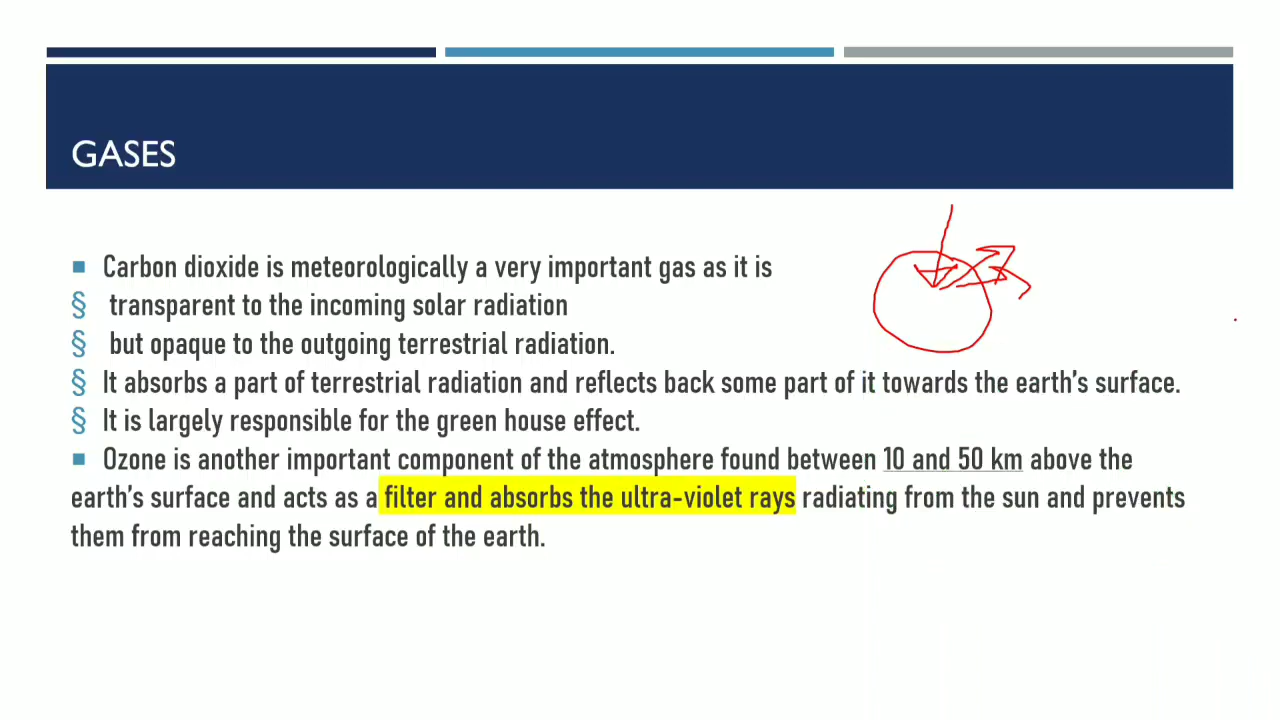 GASES
■ Carbon dioxide is meteorologically a very important gas as it is
§ transparent to the incoming solar radiation
§ but opaque to the outgoing terrestrial radiation.
§ It absorbs a part of terrestrial radiation and reflects back some part of it towards the earth's surface.
§ It is largely responsible for the green house effect.
■ Ozone is another important component of the atmosphere found between 10 and 50 km above the
earth's surface and acts as a filter and absorbs the ultra-violet rays radiating from the sun and prevents
them from reaching the surface of the earth.